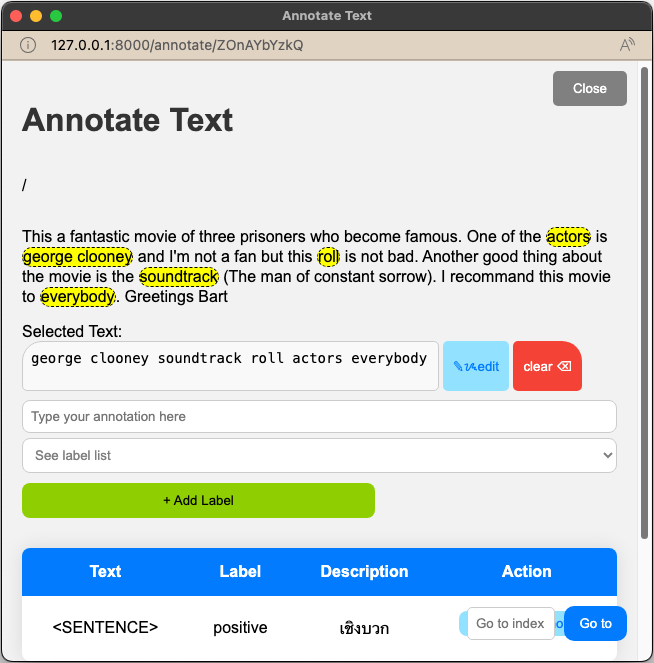 Annotate Text
127.0.0.1:8000/annotate/ZOnAYbYzkQ
Close
Annotate Text
/
This a fantastic movie of three prisoners who become famous. One of the actors is
george clooney and I'm not a fan but this roll is not bad. Another good thing about
the movie is the soundtrack (The man of constant sorrow). I recommand this movie
to everybody. Greetings Bart
Selected Text:
george clooney soundtrack roll actors everybody
edit
clear ⌫
Type your annotation here
See label list
+ Add Label
Text Label Description Action
<SENTENCE> positive เชิงบวก
Go to index Go to